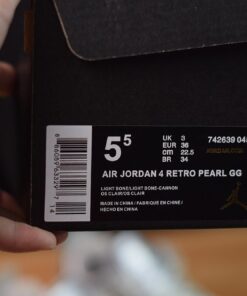 UK 3
EUR 36
cm 22.5
BR 34
742639 04
5⁵
AIR JORDAN 4 RETRO PEARL GG
LIGHT BONE/LIGHT BONE-CANNON
OS CLAIR/OS CLAIR
MADE IN CHINA / FABRIQUE EN CHINE /
HECHO EN CHINA